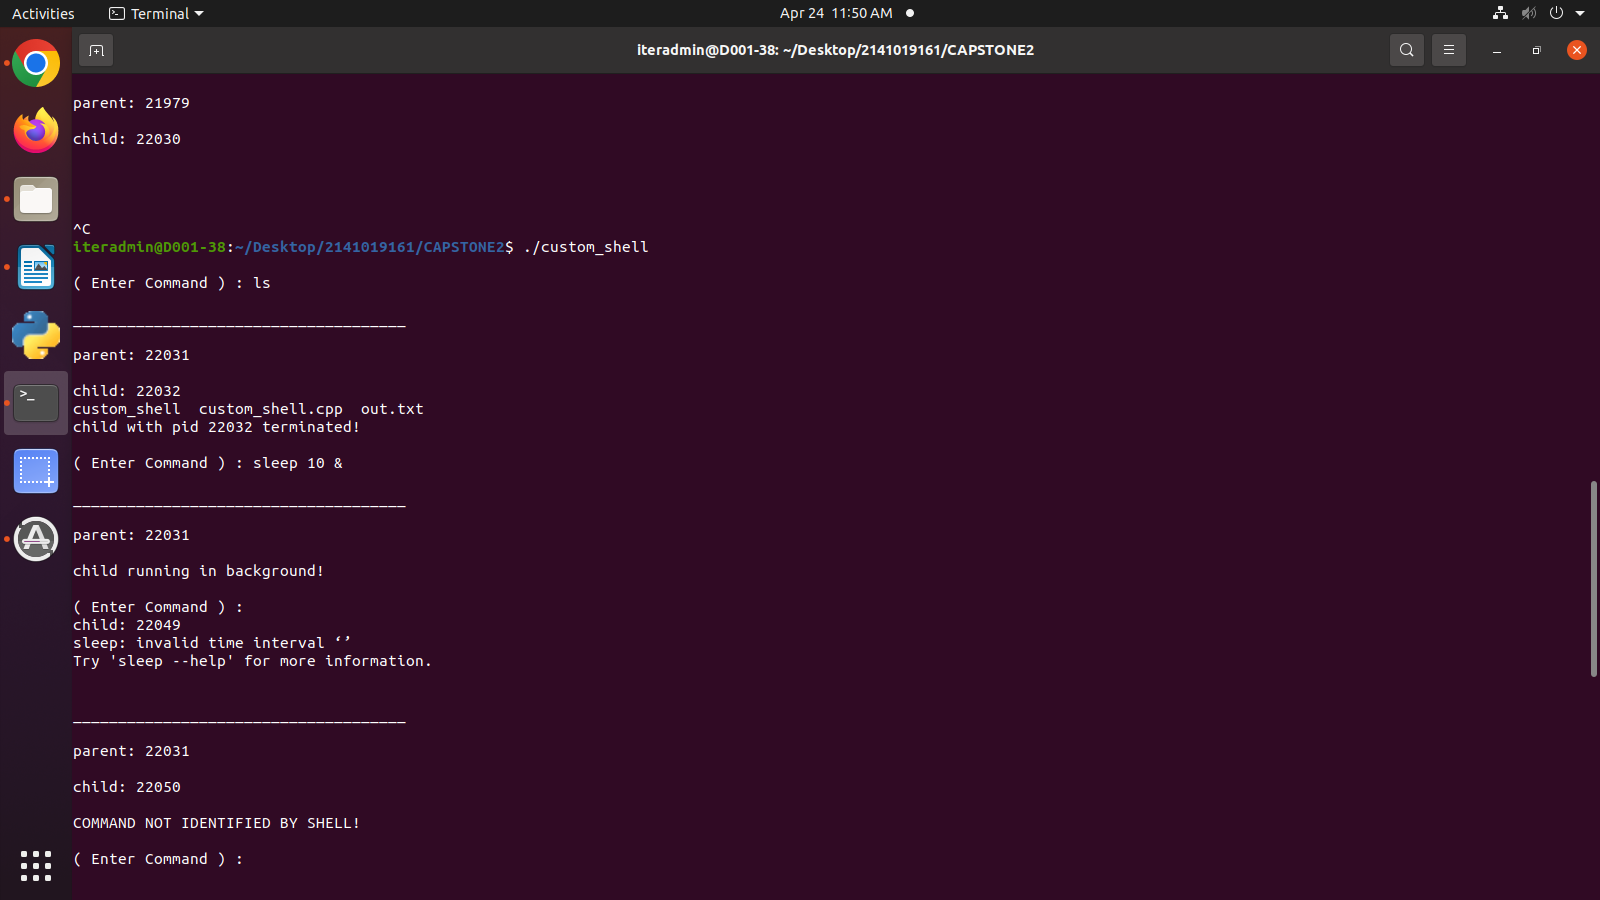 Activities
Terminal
Apr 24 11:50 AM
iteradmin@D001-38: ~/Desktop/2141019161/CAPSTONE2
parent: 21979
child: 22030
^C
iteradmin@D001-38:~/Desktop/2141019161/CAPSTONE2$ ./custom_shell
( Enter Command ) : ls
_____________________________________
parent: 22031
child: 22032
custom_shell  custom_shell.cpp  out.txt
child with pid 22032 terminated!
( Enter Command ) : sleep 10 &
_____________________________________
parent: 22031
child running in background!
( Enter Command ) :
child: 22049
sleep: invalid time interval ‘’
Try 'sleep --help' for more information.
_____________________________________
parent: 22031
child: 22050
COMMAND NOT IDENTIFIED BY SHELL!
( Enter Command ) :